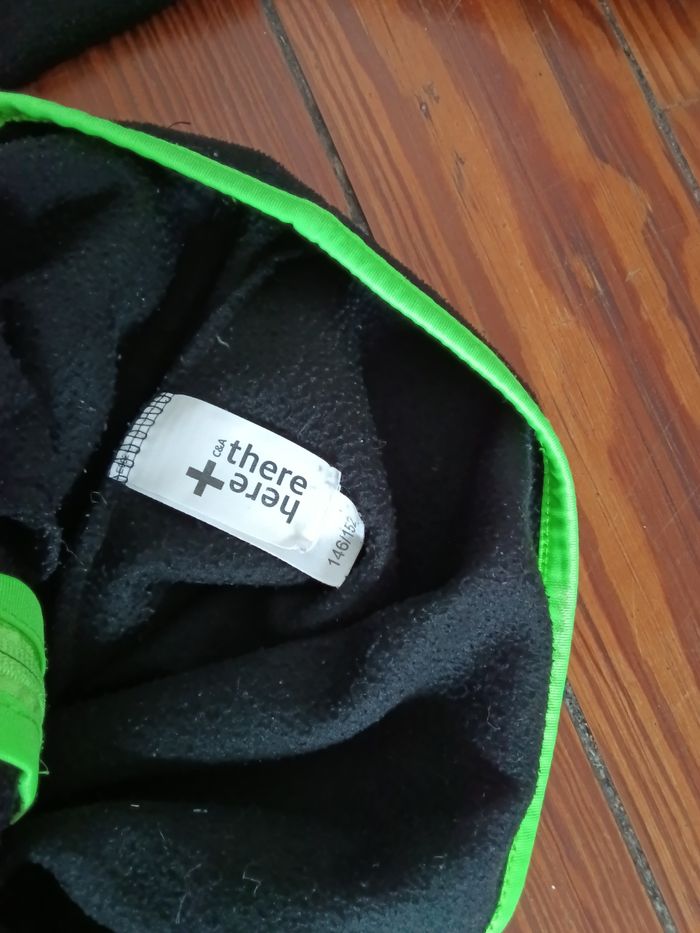 C&A
there
+ here
146/152